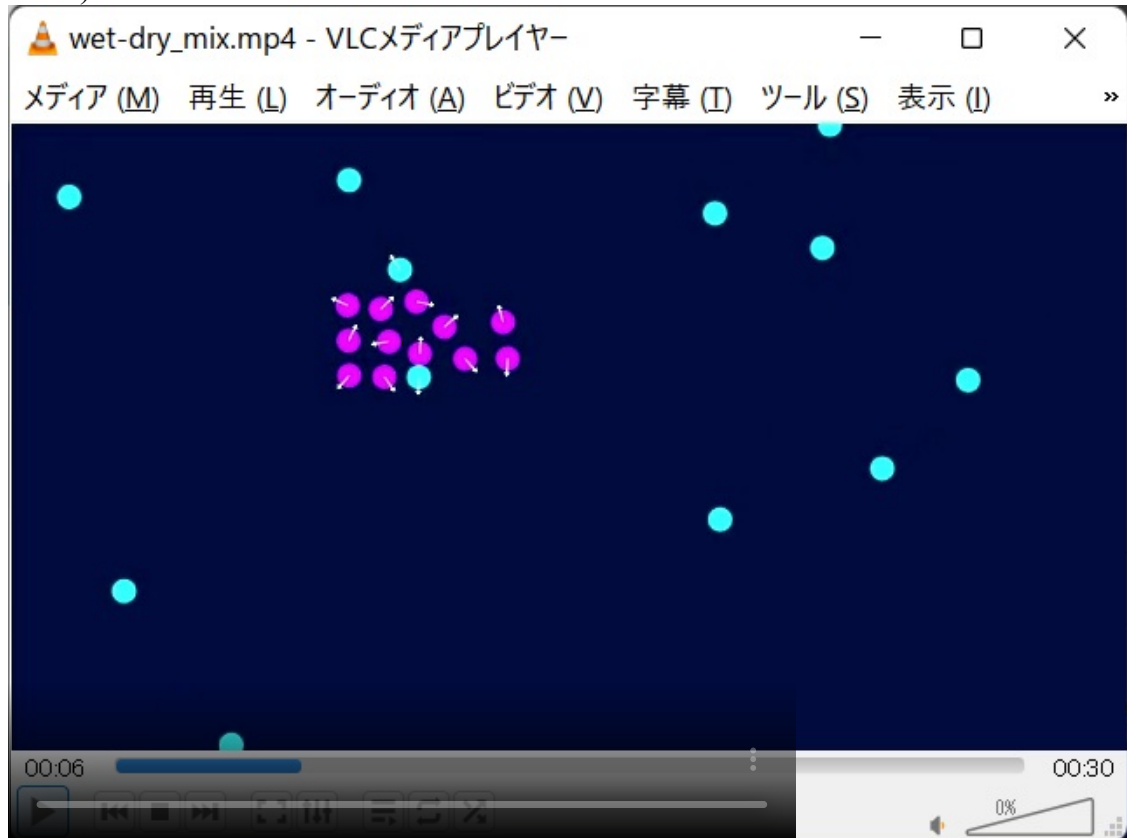 wet-dry_mix.mp4 - VLCメディアプレイヤー
メディア (M) 再生 (L) オーディオ (A) ビデオ (V) 字幕 (T) ツール (S) 表示 (I) »
00:06 00:30
0%